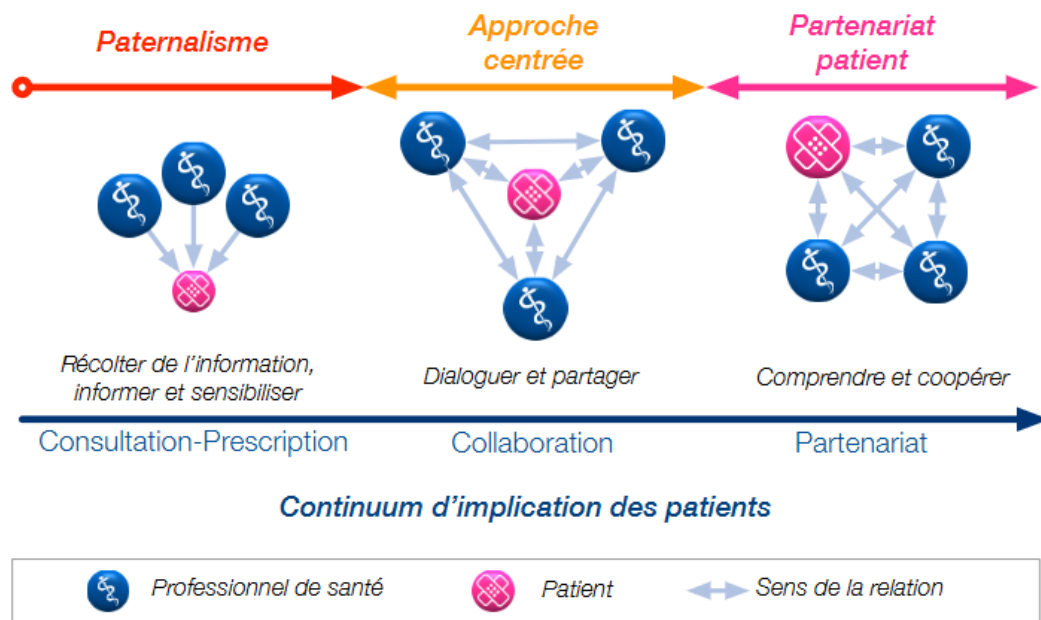 Paternalisme
Approche
centrée
Partenariat
patient
Récolter de l'information,
informer et sensibiliser
Dialoguer et partager
Comprendre et coopérer
Consultation-Prescription
Collaboration
Partenariat
Continuum d'implication des patients
Professionnel de santé
Patient
Sens de la relation